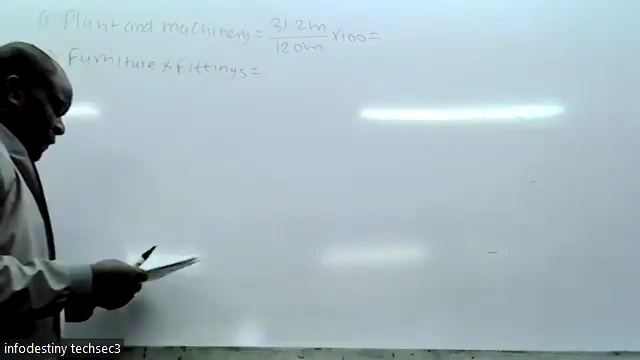 Plant and machinery = 31.2m / 120m × 100 =
Furniture & fittings =
infodestiny techsec3